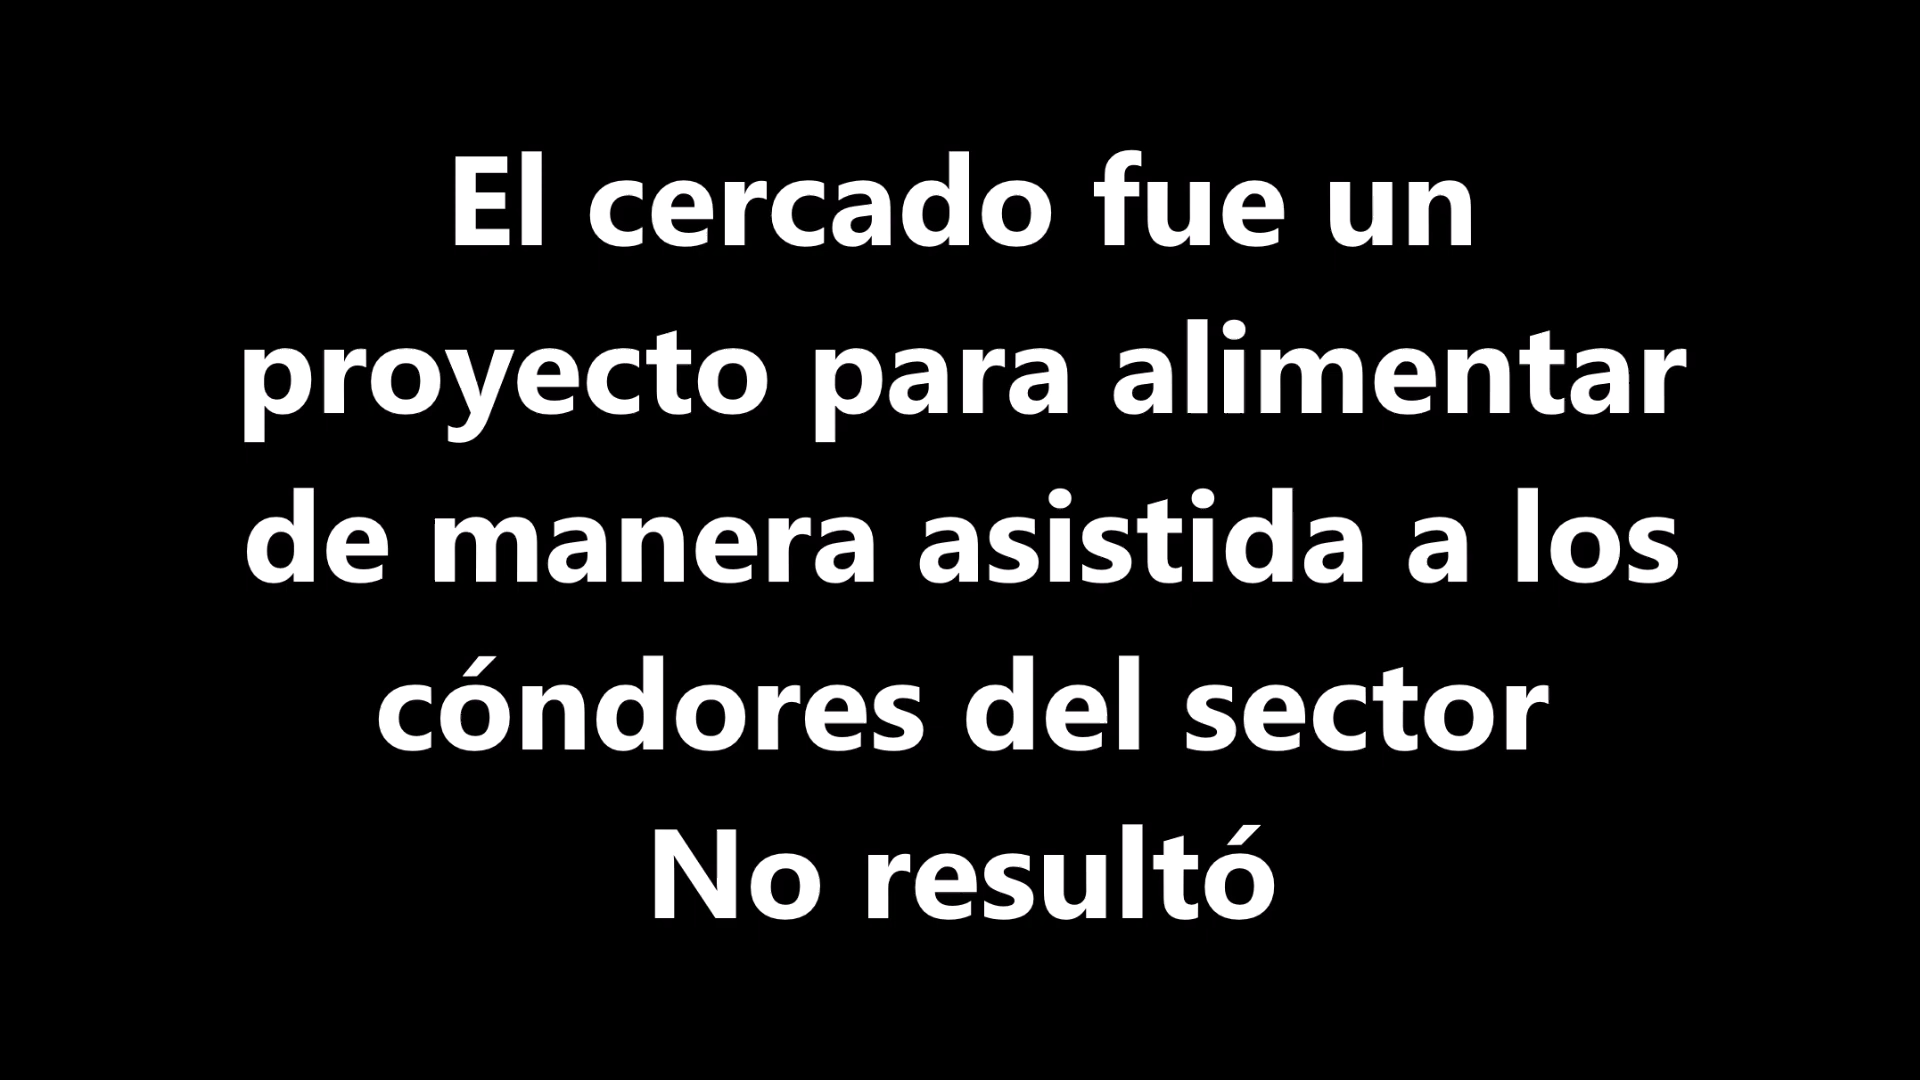 El cercado fue un
proyecto para alimentar
de manera asistida a los
cóndores del sector
No resultó